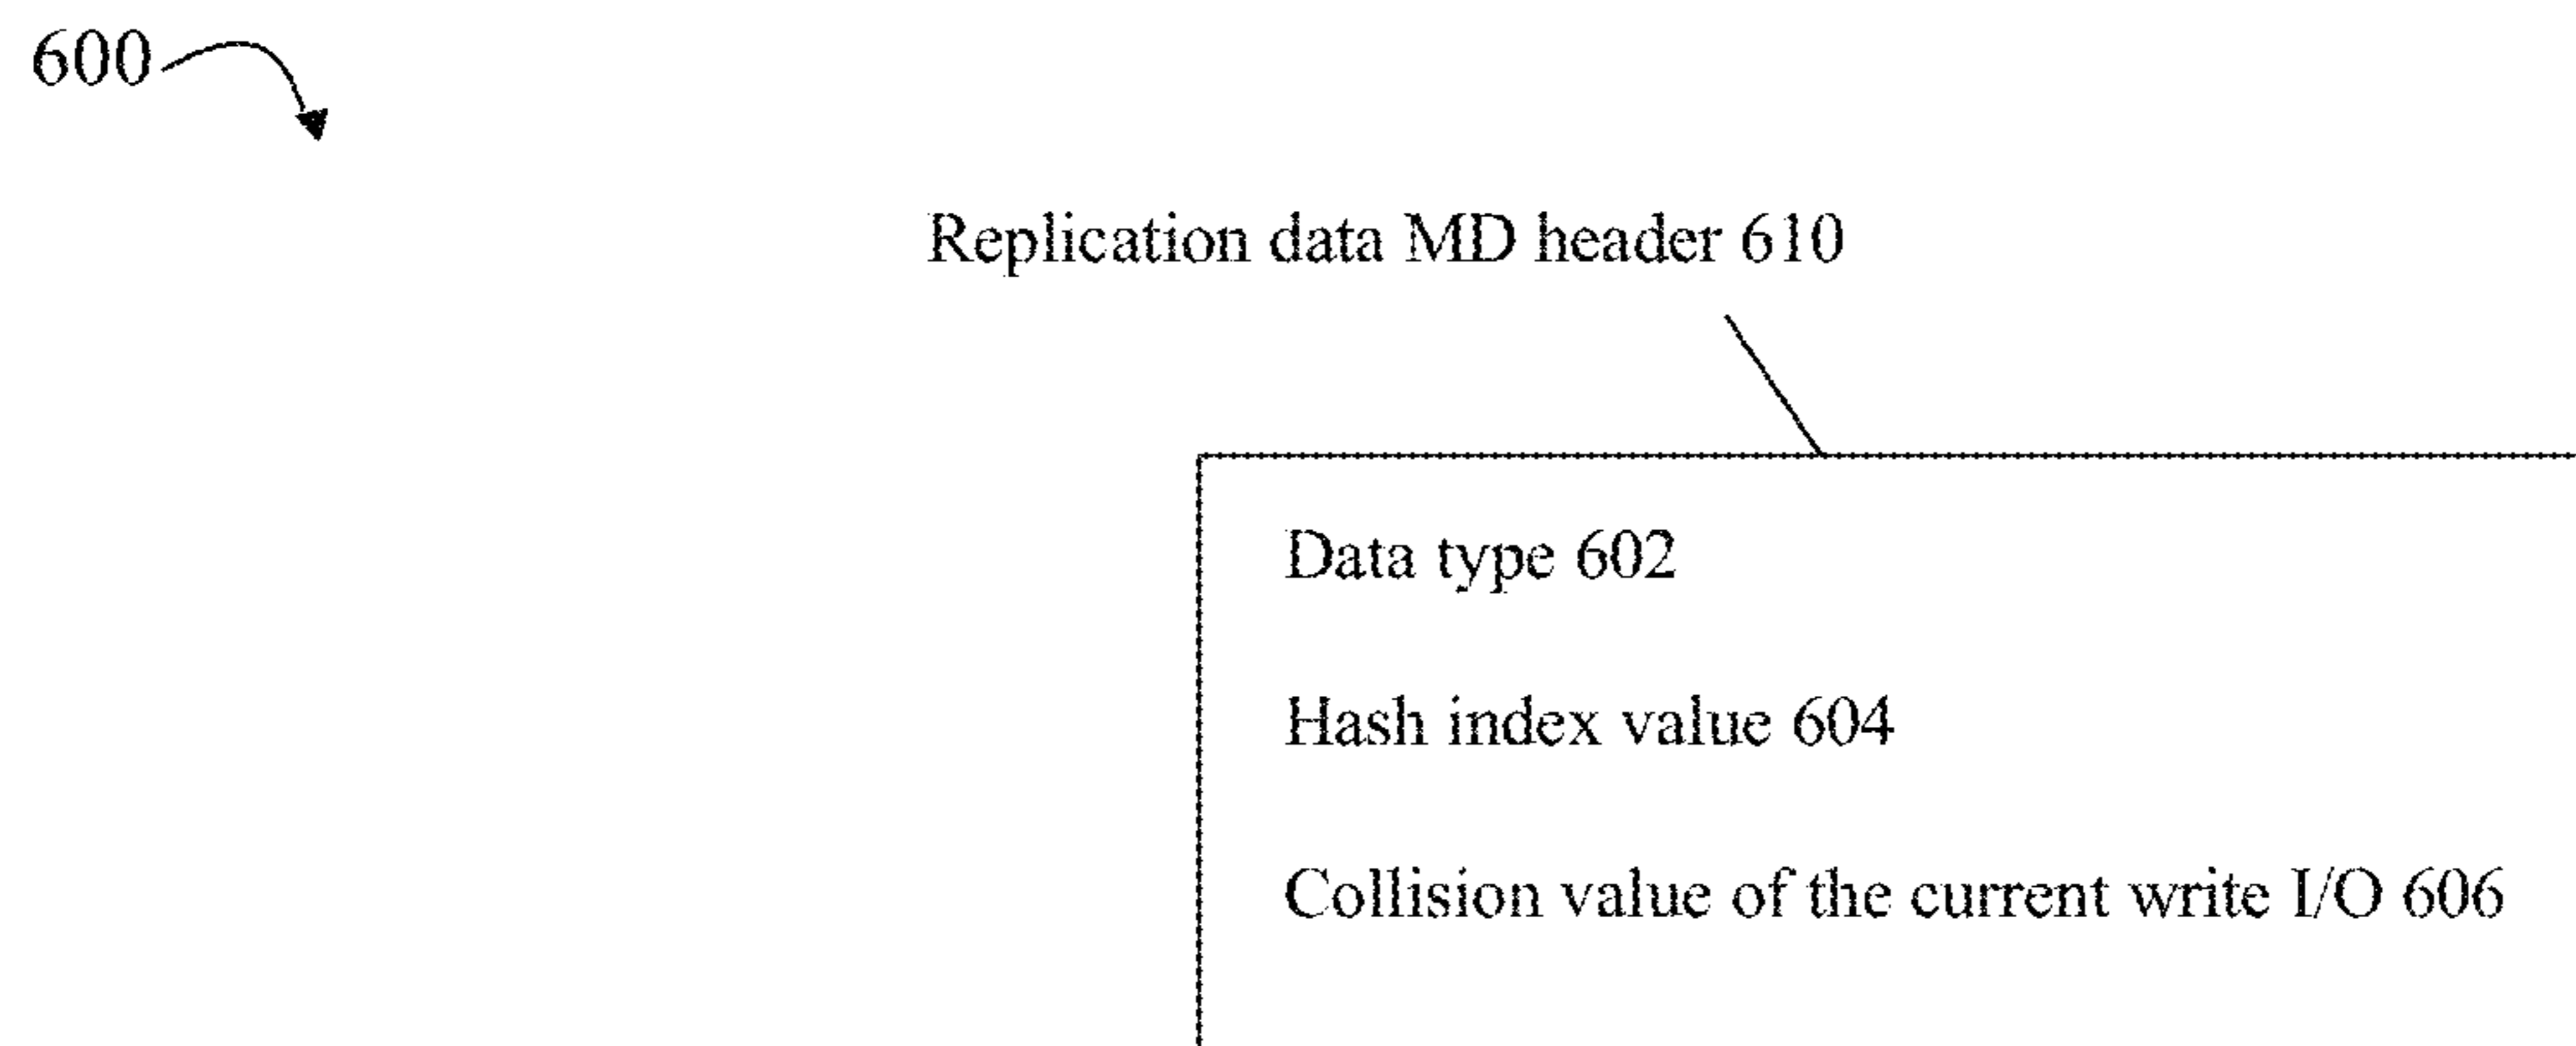 600
Replication data MD header 610
Data type 602
Hash index value 604
Collision value of the current write I/O 606